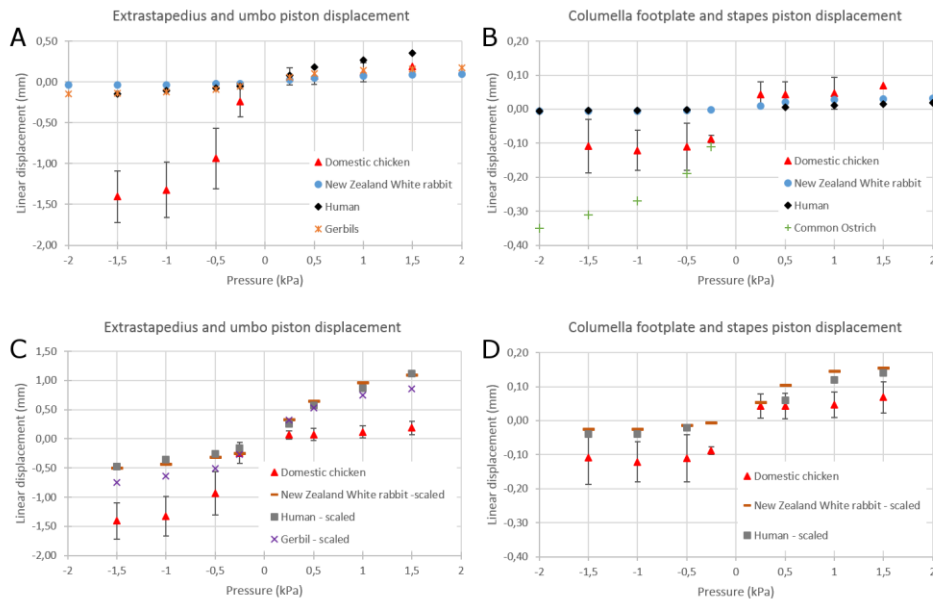 A
Extrastapedius and umbo piston displacement
0,50
0,00
-0,50
-1,00
-1,50
-2,00
Linear displacement (mm)
-2 -1,5 -1 -0,5 0 0,5 1 1,5 2
Pressure (kPa)
Domestic chicken
New Zealand White rabbit
Human
Gerbils
B
Columella footplate and stapes piston displacement
0,20
0,10
0,00
-0,10
-0,20
-0,30
-0,40
Linear displacement (mm)
-2 -1,5 -1 -0,5 0 0,5 1 1,5 2
Pressure (kPa)
Domestic chicken
New Zealand White rabbit
Human
Common Ostrich
C
Extrastapedius and umbo piston displacement
1,50
1,00
0,50
0,00
-0,50
-1,00
-1,50
-2,00
Linear displacement (mm)
-2 -1,5 -1 -0,5 0 0,5 1 1,5 2
Pressure (kPa)
Domestic chicken
New Zealand White rabbit -scaled
Human - scaled
Gerbil - scaled
D
Columella footplate and stapes piston displacement
0,20
0,10
0,00
-0,10
-0,20
-0,30
-0,40
Linear displacement (mm)
-2 -1,5 -1 -0,5 0 0,5 1 1,5 2
Pressure (kPa)
Domestic chicken
New Zealand White rabbit - scaled
Human - scaled